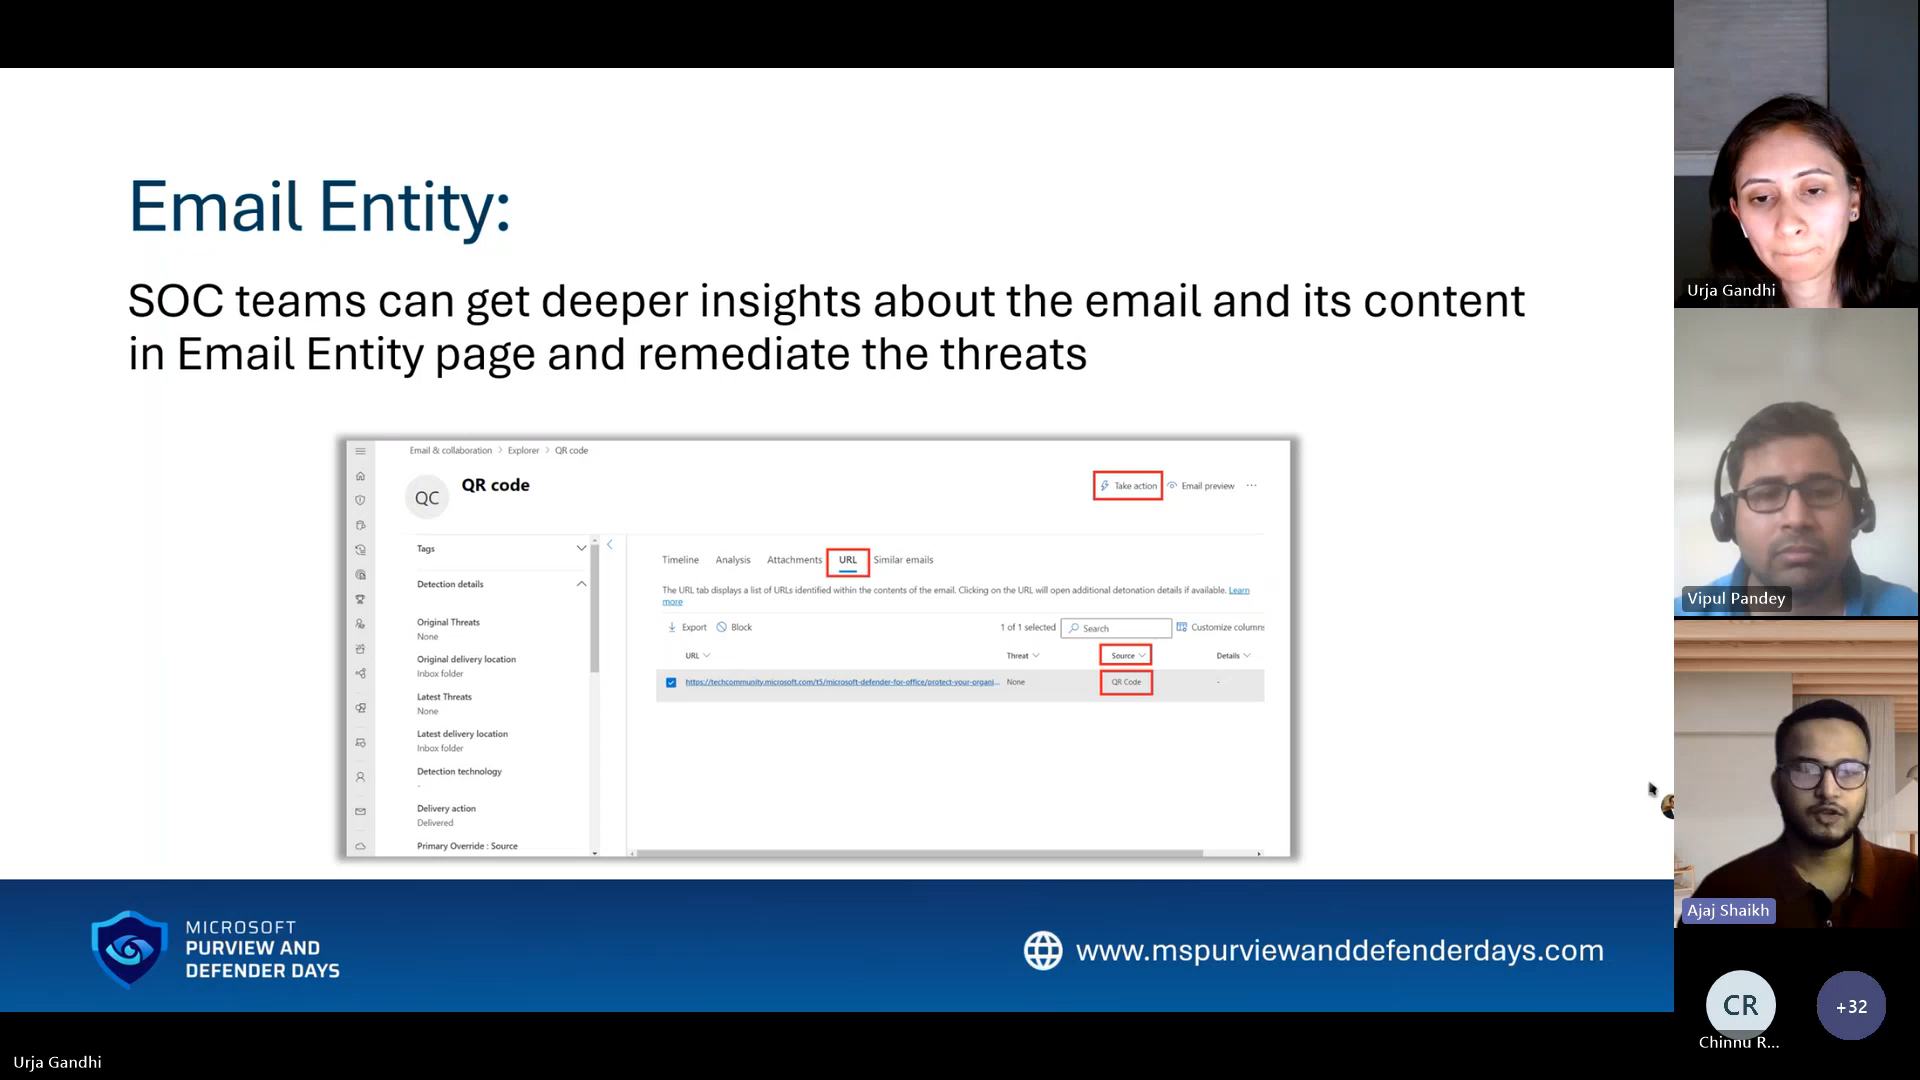 Email Entity:
SOC teams can get deeper insights about the email and its content
in Email Entity page and remediate the threats
Email & collaboration > Explorer > QR code
QC
QR code
Take action
Email preview
Tags
Detection details
Original Threats
None
Original delivery location
Inbox folder
Latest Threats
None
Latest delivery location
Inbox folder
Detection technology
-
Delivery action
Delivered
Primary Override : Source
Timeline Analysis Attachments URL Similar emails
The URL tab displays a list of URLs identified within the contents of the email. Clicking on the URL will open additional detonation details if available. Learn
more
Export Block 1 of 1 selected Search Customize columns
URL Threat Source Details
https://techcommunity.microsoft.com/t5/microsoft-defender-for-office/protect-your-organi... None QR Code -
MICROSOFT
PURVIEW AND
DEFENDER DAYS
www.mspurviewanddefenderdays.com
Urja Gandhi
Urja Gandhi
Vipul Pandey
Ajaj Shaikh
CR
Chinnu R...
+32